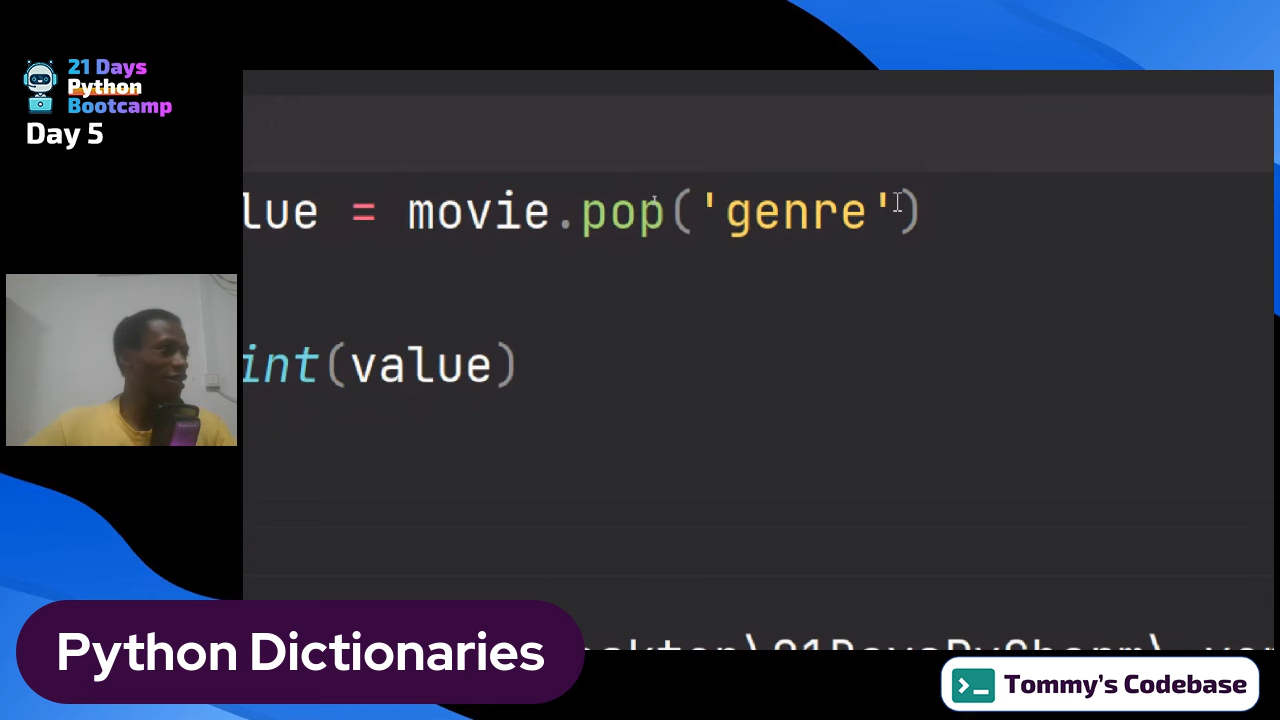 21 Days
Python
Bootcamp
Day 5
lue = movie.pop('genre')
int(value)
Python Dictionaries
Tommy's Codebase